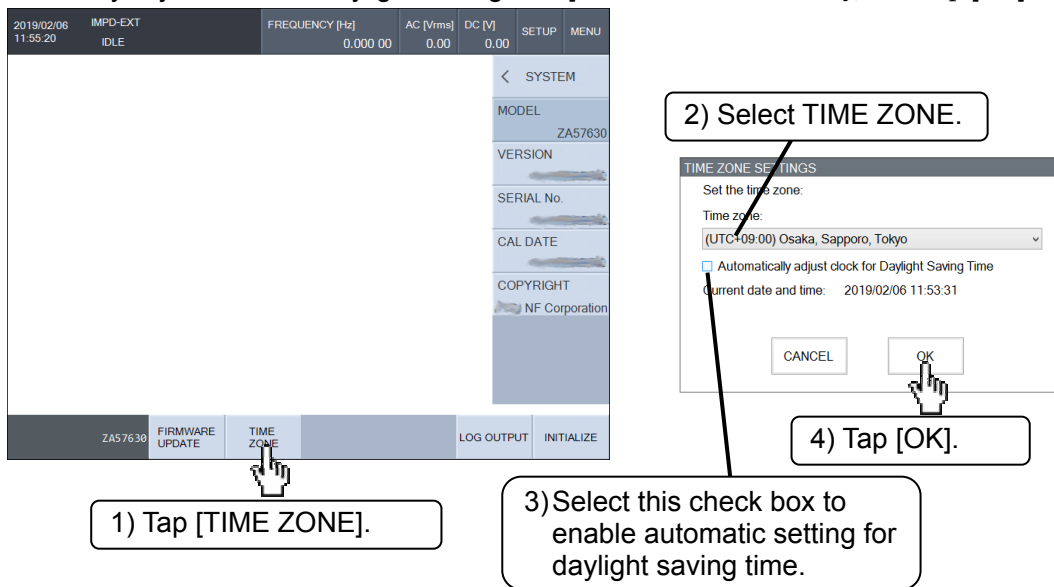 2019/02/06 IMPD-EXT FREQUENCY [Hz] AC [Vrms] DC [V] SETUP MENU
11:55:20 IDLE 0.000 00 0.00 0.00
< SYSTEM
MODEL
ZA57630
VERSION
SERIAL No.
CAL DATE
COPYRIGHT
NF Corporation
ZA57630 FIRMWARE UPDATE TIME ZONE LOG OUTPUT INITIALIZE
1) Tap [TIME ZONE].
2) Select TIME ZONE.
TIME ZONE SETTINGS
Set the time zone:
Time zone:
(UTC+09:00) Osaka, Sapporo, Tokyo
Automatically adjust clock for Daylight Saving Time
Current date and time: 2019/02/06 11:53:31
CANCEL OK
4) Tap [OK].
3) Select this check box to
enable automatic setting for
daylight saving time.